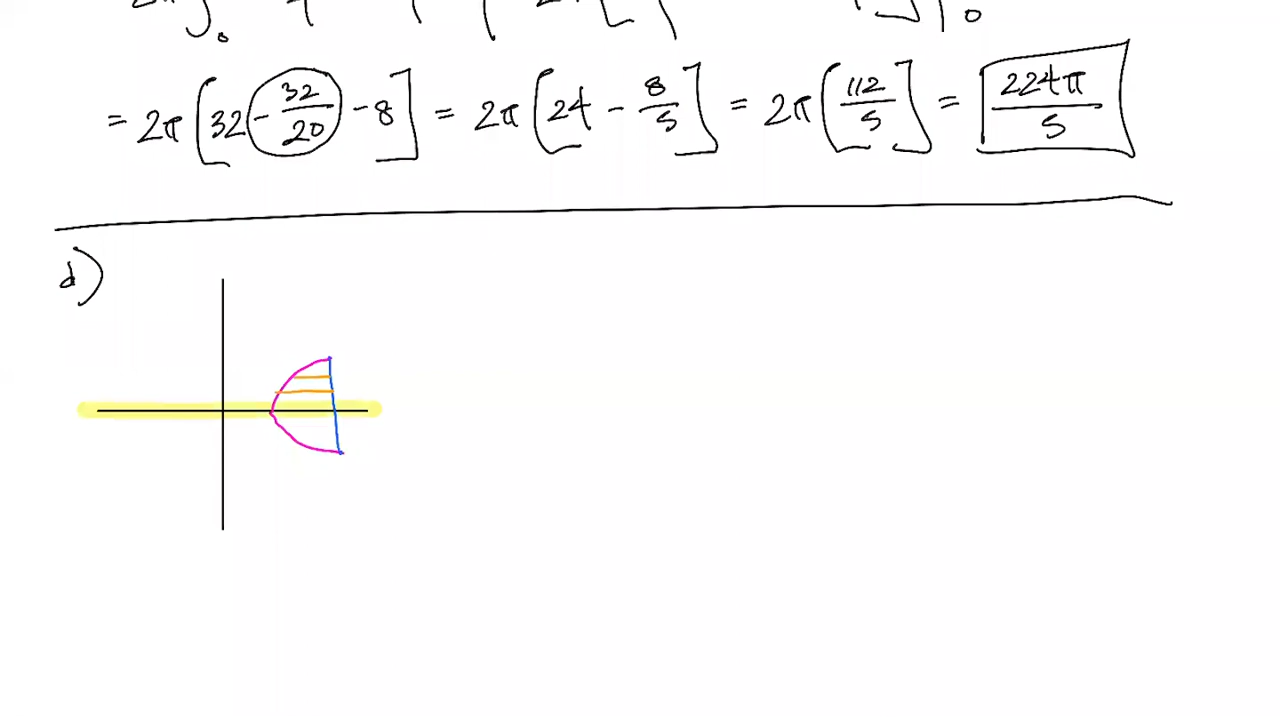 = 2π [32 - 32/20 - 8] = 2π [24 - 8/5] = 2π [112/5] = 224π/5
d)